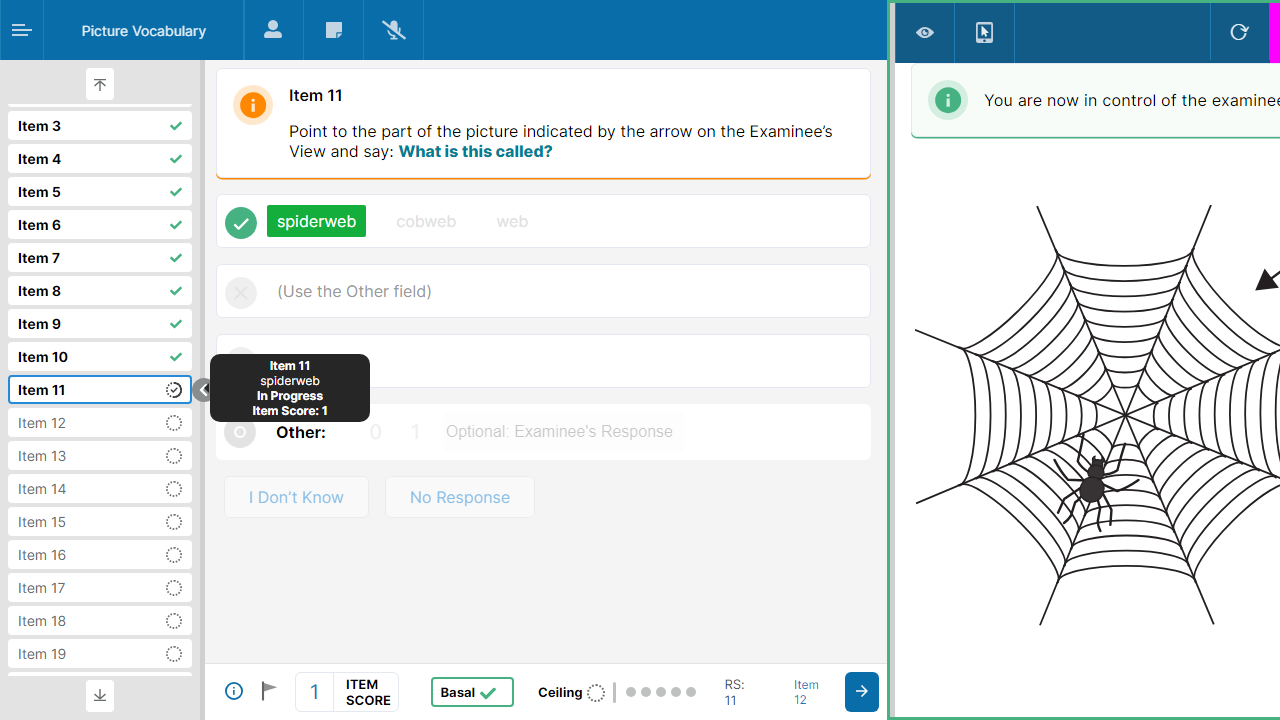 Picture Vocabulary
Item 3
Item 4
Item 5
Item 6
Item 7
Item 8
Item 9
Item 10
Item 11
Item 12
Item 13
Item 14
Item 15
Item 16
Item 17
Item 18
Item 19
Item 11
Point to the part of the picture indicated by the arrow on the Examinee's
View and say: What is this called?
spiderweb cobweb web
(Use the Other field)
Item 11
spiderweb
In Progress
Item Score: 1
Other: 0 1 Optional: Examinee's Response
I Don't Know No Response
1 ITEM
SCORE
Basal
Ceiling
RS:
11
Item
12
You are now in control of the examinee